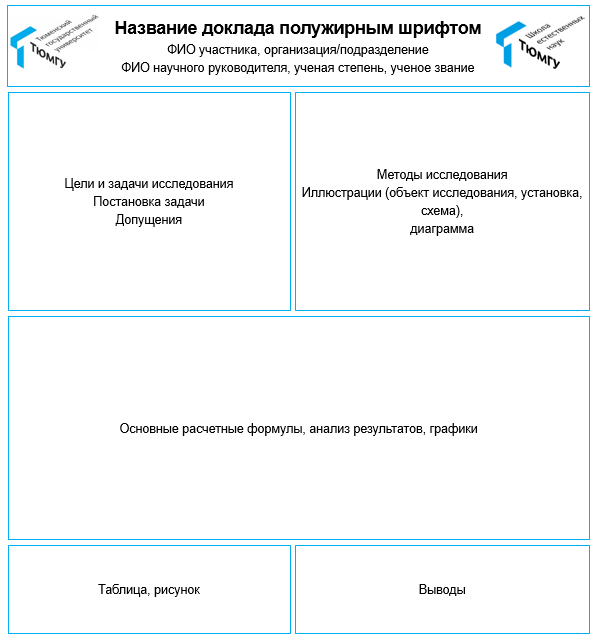 Тюменский
государственный
университет
ТЮМГУ
Название доклада полужирным шрифтом
ФИО участника, организация/подразделение
ФИО научного руководителя, ученая степень, ученое звание
Школа
естественных
наук
ТЮМГУ
Цели и задачи исследования
Постановка задачи
Допущения
Методы исследования
Иллюстрации (объект исследования, установка,
схема),
диаграмма
Основные расчетные формулы, анализ результатов, графики
Таблица, рисунок
Выводы